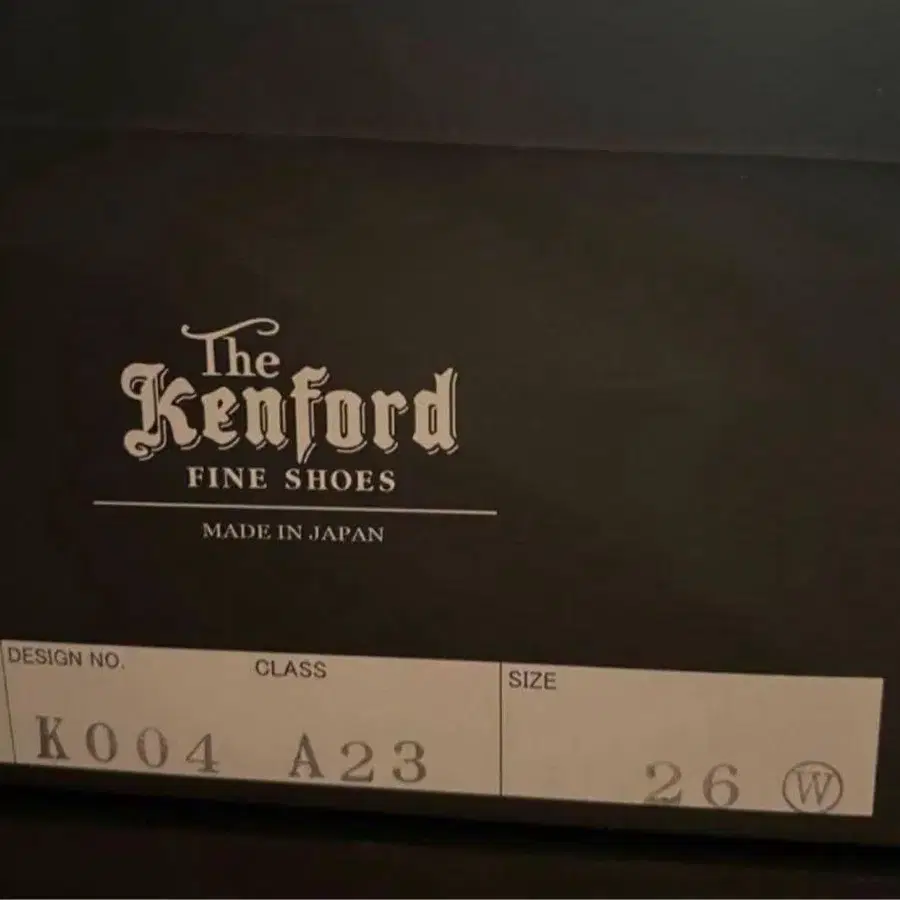 The
Kenford
FINE SHOES
MADE IN JAPAN
DESIGN NO. CLASS SIZE
K004 A23 26 W